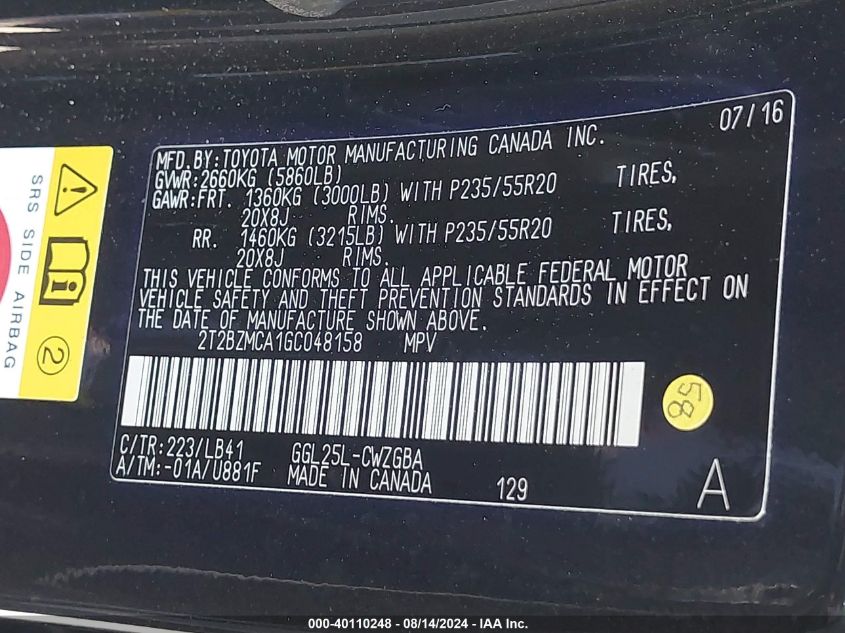 07/16
MFD.BY:TOYOTA MOTOR MANUFACTURING CANADA INC.
GVWR:2660KG (5860LB)
GAWR:FRT. 1360KG (3000LB) WITH P235/55R20 TIRES,
20X8J RIMS.
RR. 1460KG (3215LB) WITH P235/55R20 TIRES,
20X8J RIMS.
THIS VEHICLE CONFORMS TO ALL APPLICABLE FEDERAL MOTOR
VEHICLE SAFETY AND THEFT PREVENTION STANDARDS IN EFFECT ON
THE DATE OF MANUFACTURE SHOWN ABOVE.
2T2BZMCA1GC048158 MPV
C/TR:223/LB41 GGL25L-CWZGBA
A/TM:-01A/U881F MADE IN CANADA 129
A
58
SRS SIDE AIRBAG
2
000-40110248 - 08/14/2024 - IAA Inc.